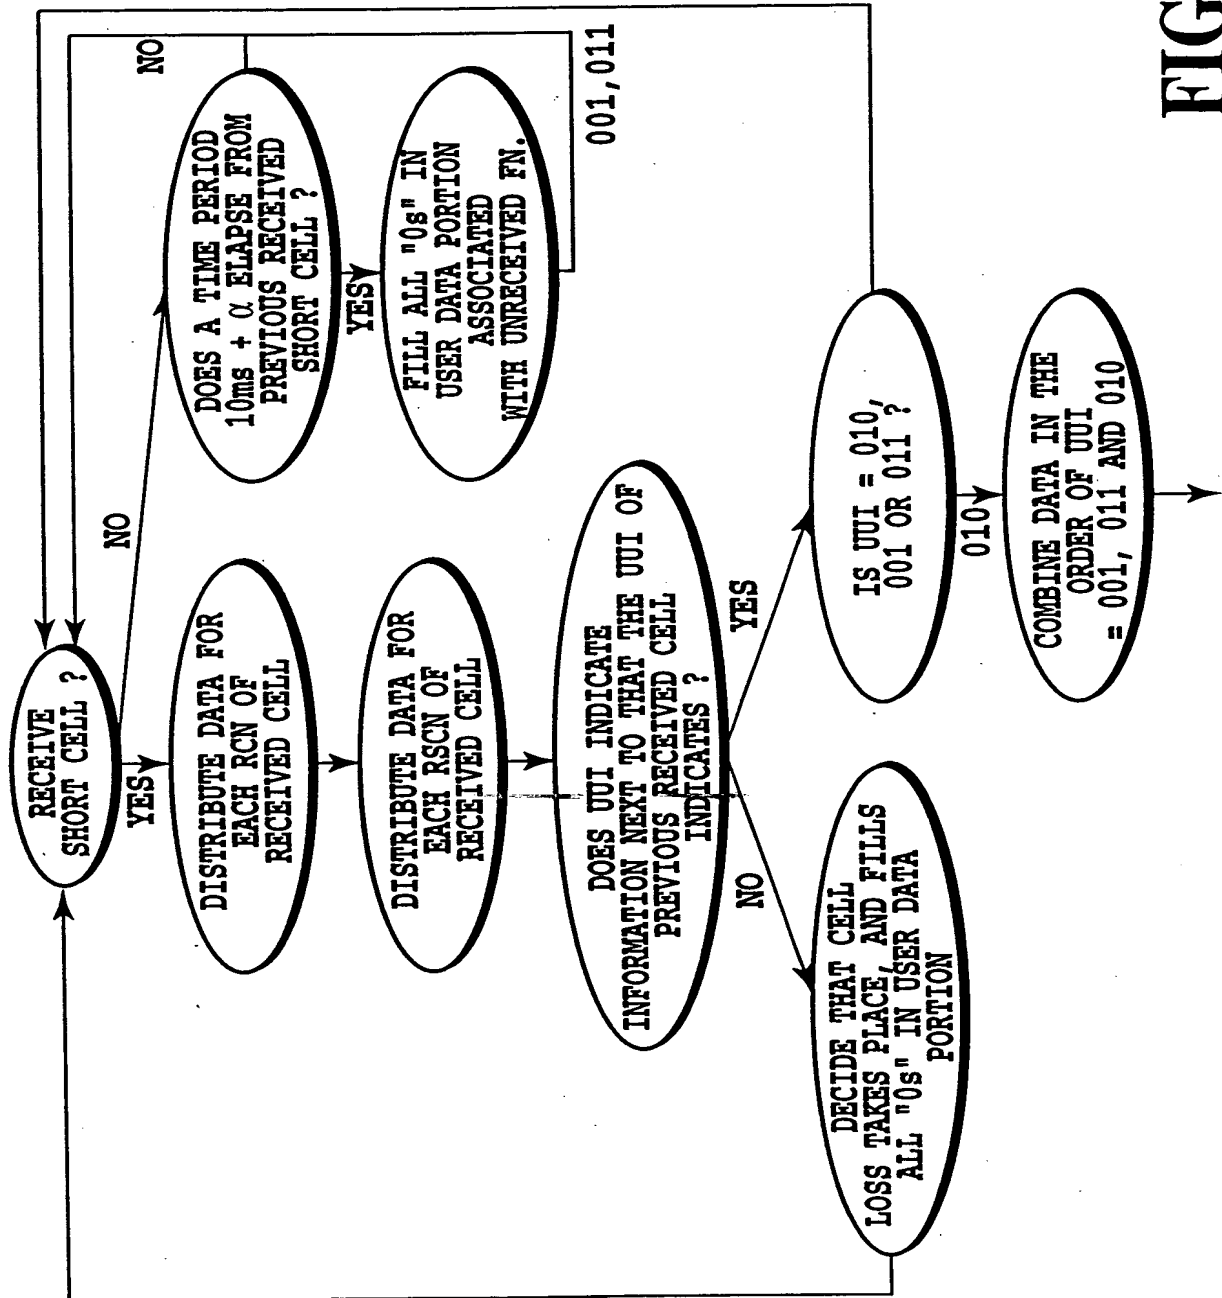 RECEIVE
SHORT CELL ?
NO
YES
DOES A TIME PERIOD
10ms + α ELAPSE FROM
PREVIOUS RECEIVED
SHORT CELL ?
NO
YES
FILL ALL "0s" IN
USER DATA PORTION
ASSOCIATED
WITH UNRECEIVED FN.
001,011
DISTRIBUTE DATA FOR
EACH RCN OF
RECEIVED CELL
DISTRIBUTE DATA FOR
EACH RSCN OF
RECEIVED CELL
DOES UUI INDICATE
INFORMATION NEXT TO THAT THE UUI OF
PREVIOUS RECEIVED CELL
INDICATES ?
NO
YES
DECIDE THAT CELL
LOSS TAKES PLACE, AND FILLS
ALL "0s" IN USER DATA
PORTION
IS UUI = 010,
001 OR 011 ?
010
COMBINE DATA IN THE
ORDER OF UUI
= 001, 011 AND 010
FIG